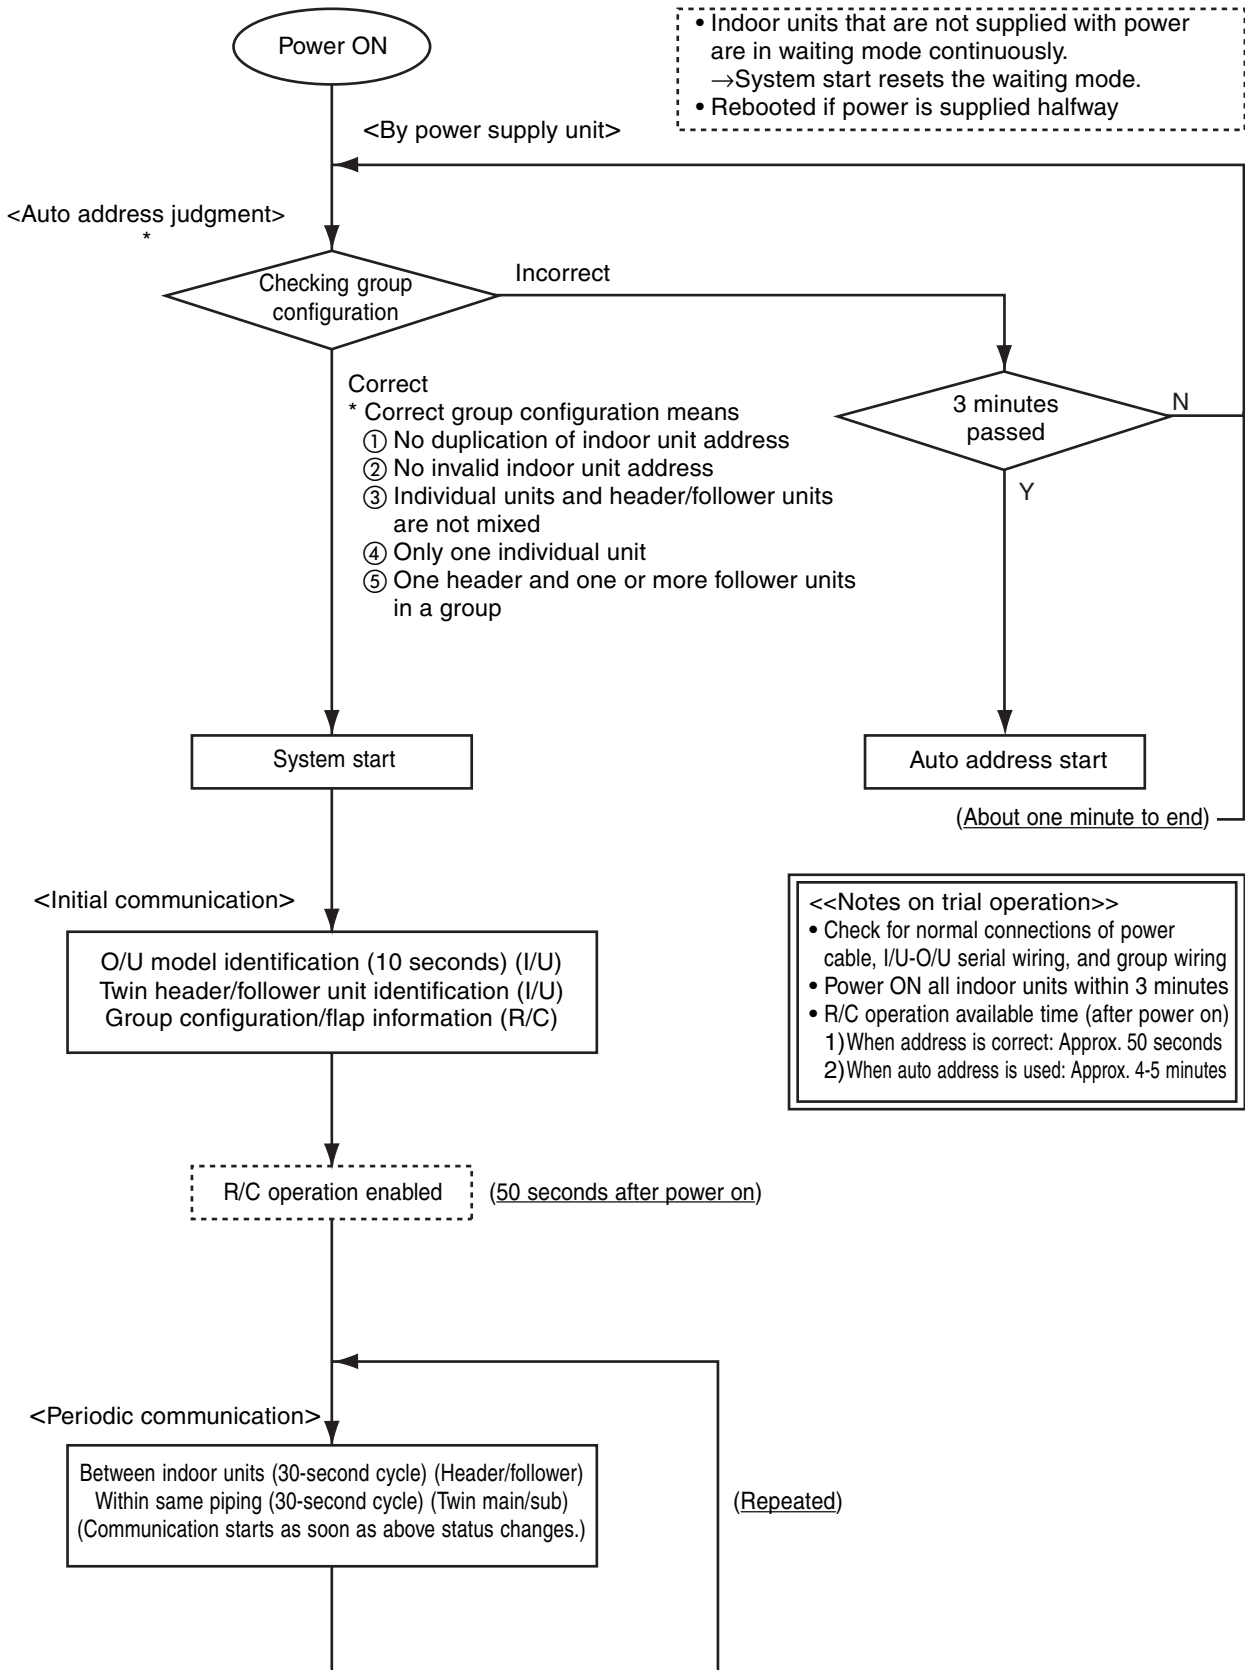 Power ON
• Indoor units that are not supplied with power
are in waiting mode continuously.
→System start resets the waiting mode.
• Rebooted if power is supplied halfway
<By power supply unit>
<Auto address judgment>
*
Checking group
configuration
Incorrect
3 minutes
passed
N
Y
Correct
* Correct group configuration means
① No duplication of indoor unit address
② No invalid indoor unit address
③ Individual units and header/follower units
are not mixed
④ Only one individual unit
⑤ One header and one or more follower units
in a group
System start
Auto address start
(About one minute to end)
<Initial communication>
O/U model identification (10 seconds) (I/U)
Twin header/follower unit identification (I/U)
Group configuration/flap information (R/C)
<<Notes on trial operation>>
• Check for normal connections of power
cable, I/U-O/U serial wiring, and group wiring
• Power ON all indoor units within 3 minutes
• R/C operation available time (after power on)
1)When address is correct: Approx. 50 seconds
2)When auto address is used: Approx. 4-5 minutes
R/C operation enabled
(50 seconds after power on)
<Periodic communication>
Between indoor units (30-second cycle) (Header/follower)
Within same piping (30-second cycle) (Twin main/sub)
(Communication starts as soon as above status changes.)
(Repeated)